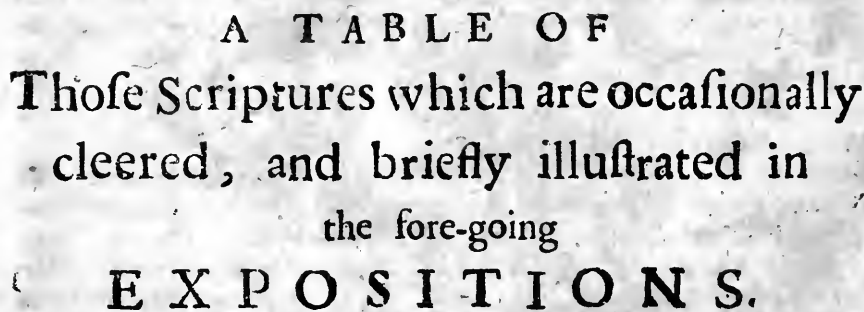 A TABLE OF
Thoſe Scriptures which are occaſionally
cleered, and briefly illuſtrated in
the fore-going
EXPOSITIONS.